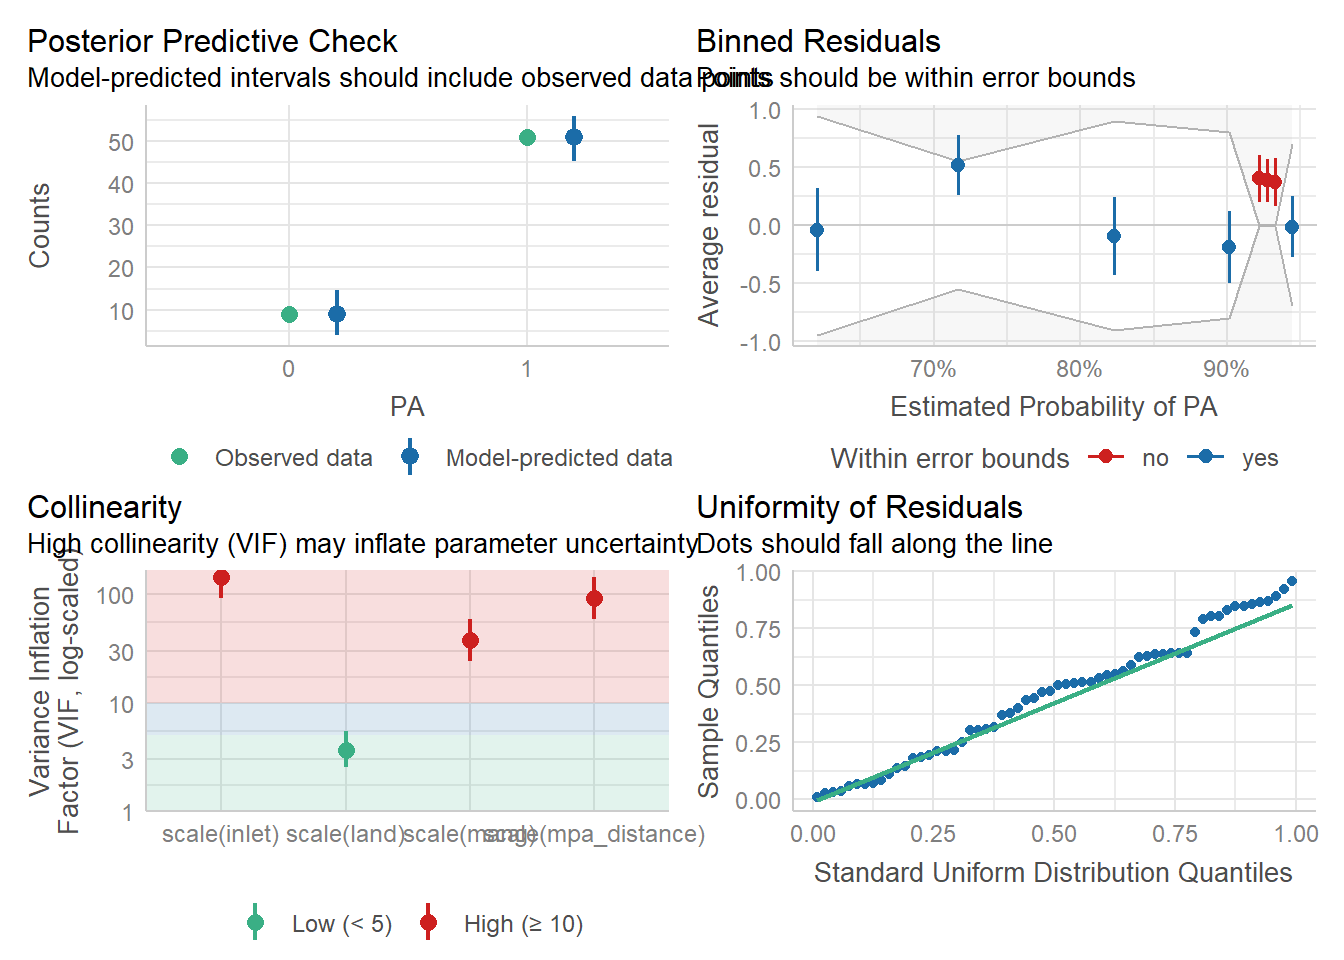 Posterior Predictive Check
Model-predicted intervals should include observed data points
Counts
50
40
30
20
10
0
1
PA
Observed data
Model-predicted data
Binned Residuals
Points should be within error bounds
Average residual
1.0
0.5
0.0
-0.5
-1.0
70%
80%
90%
Estimated Probability of PA
Within error bounds
no
yes
Collinearity
High collinearity (VIF) may inflate parameter uncertainty
Variance Inflation
Factor (VIF, log-scaled)
100
30
10
3
1
scale(inlet)
scale(land)
scale(mang)
scale(mpa_distance)
Low (< 5)
High (≥ 10)
Uniformity of Residuals
Dots should fall along the line
Sample Quantiles
1.00
0.75
0.50
0.25
0.00
0.00
0.25
0.50
0.75
1.00
Standard Uniform Distribution Quantiles